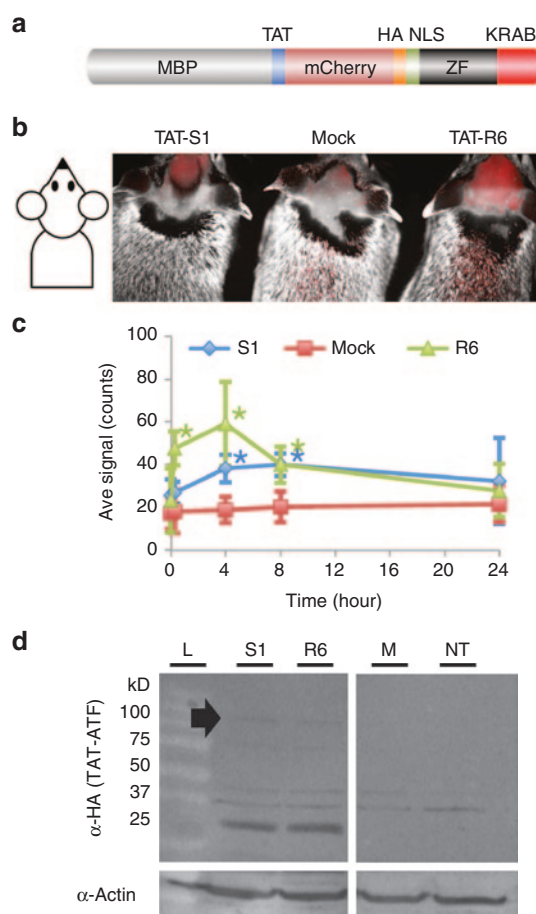 a
TAT
HA NLS
KRAB
MBP
mCherry
ZF
b
TAT-S1
Mock
TAT-R6
c
100
80
60
40
20
0
Ave signal (counts)
S1
Mock
R6
*
*
*
*
0
4
8
12
16
20
24
Time (hour)
d
L
S1
R6
M
NT
kD
100
75
50
37
25
α-HA (TAT-ATF)
α-Actin